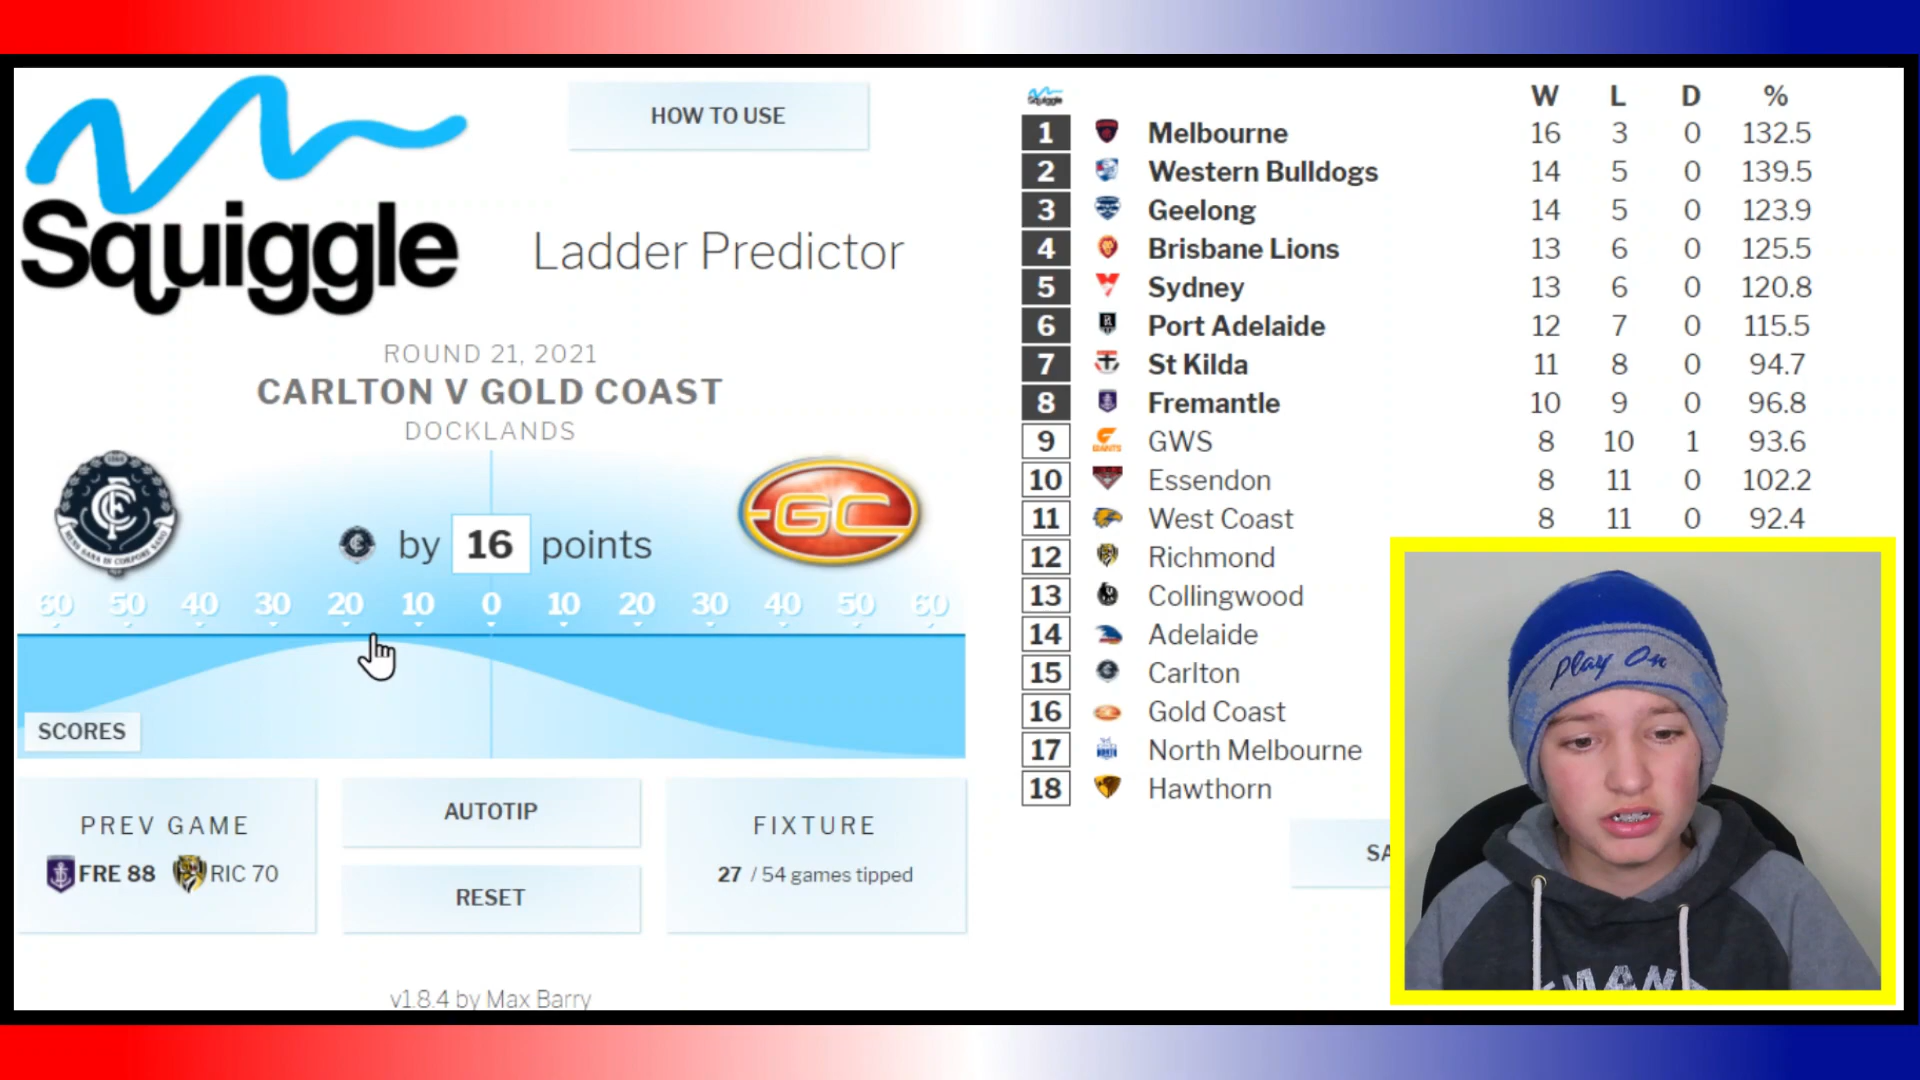 Squiggle
HOW TO USE
Ladder Predictor
ROUND 21, 2021
CARLTON V GOLD COAST
DOCKLANDS
GC
by 16 points
60 50 40 30 20 10 0 10 20 30 40 50 60
SCORES
PREV GAME
FRE 88 RIC 70
AUTOTIP
RESET
FIXTURE
27 / 54 games tipped
v1.8.4 by Max Barry
Squiggle W L D %
1 Melbourne 16 3 0 132.5
2 Western Bulldogs 14 5 0 139.5
3 Geelong 14 5 0 123.9
4 Brisbane Lions 13 6 0 125.5
5 Sydney 13 6 0 120.8
6 Port Adelaide 12 7 0 115.5
7 St Kilda 11 8 0 94.7
8 Fremantle 10 9 0 96.8
9 GWS 8 10 1 93.6
10 Essendon 8 11 0 102.2
11 West Coast 8 11 0 92.4
12 Richmond
13 Collingwood
14 Adelaide
15 Carlton
16 Gold Coast
17 North Melbourne
18 Hawthorn
SA
Play On